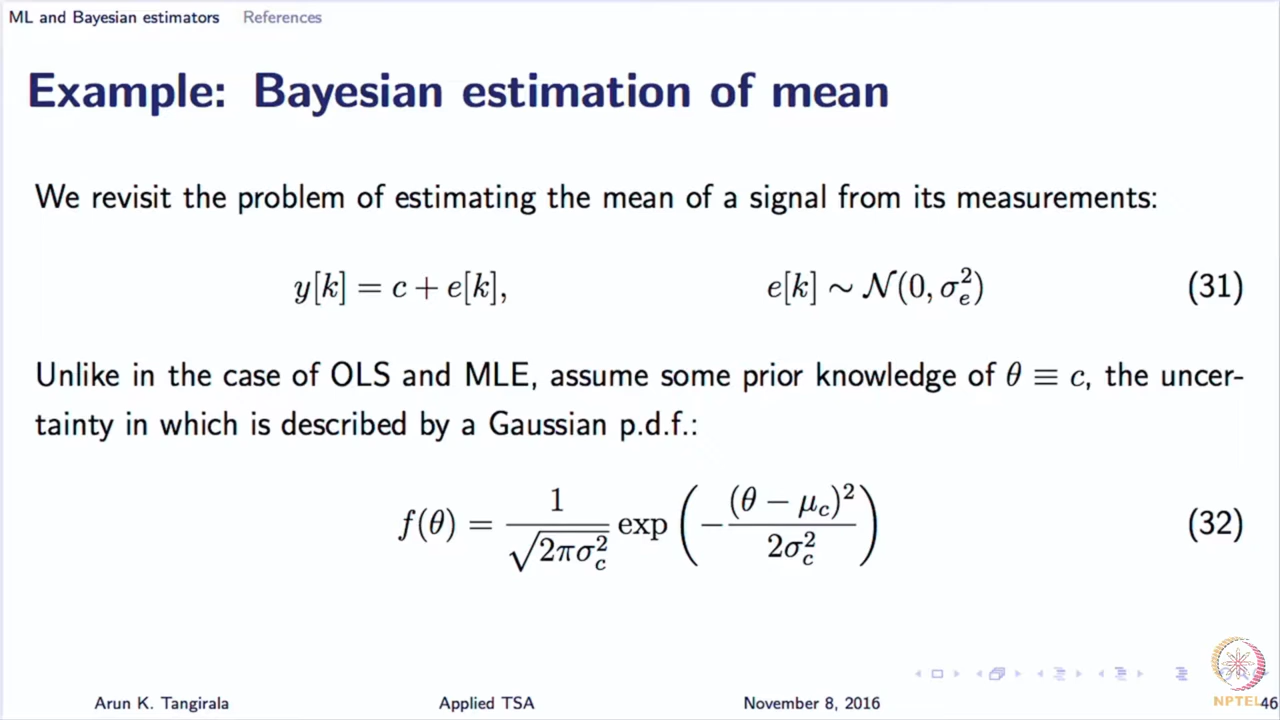 ML and Bayesian estimators References
Example: Bayesian estimation of mean
We revisit the problem of estimating the mean of a signal from its measurements:
y[k] = c + e[k], e[k] ∼ 𝒩(0, σ_e^2) (31)
Unlike in the case of OLS and MLE, assume some prior knowledge of θ ≡ c, the uncer-
tainty in which is described by a Gaussian p.d.f.:
f(θ) = \frac{1}{\sqrt{2πσ_c^2}} exp(−\frac{(θ − μ_c)^2}{2σ_c^2}) (32)
Arun K. Tangirala Applied TSA November 8, 2016 NPTEL 46